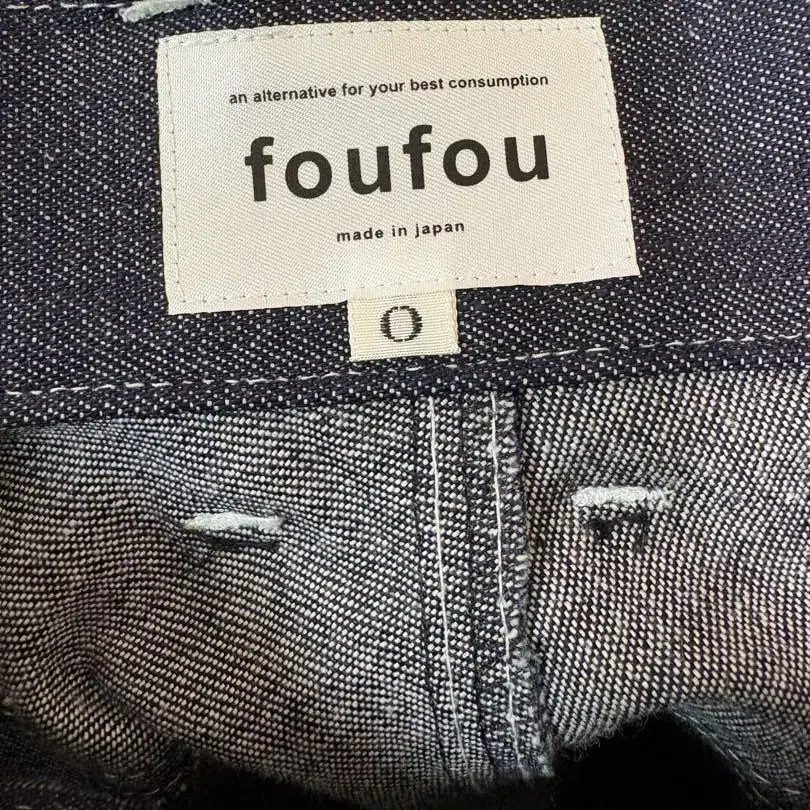 an alternative for your best consumption
foufou
made in japan
0